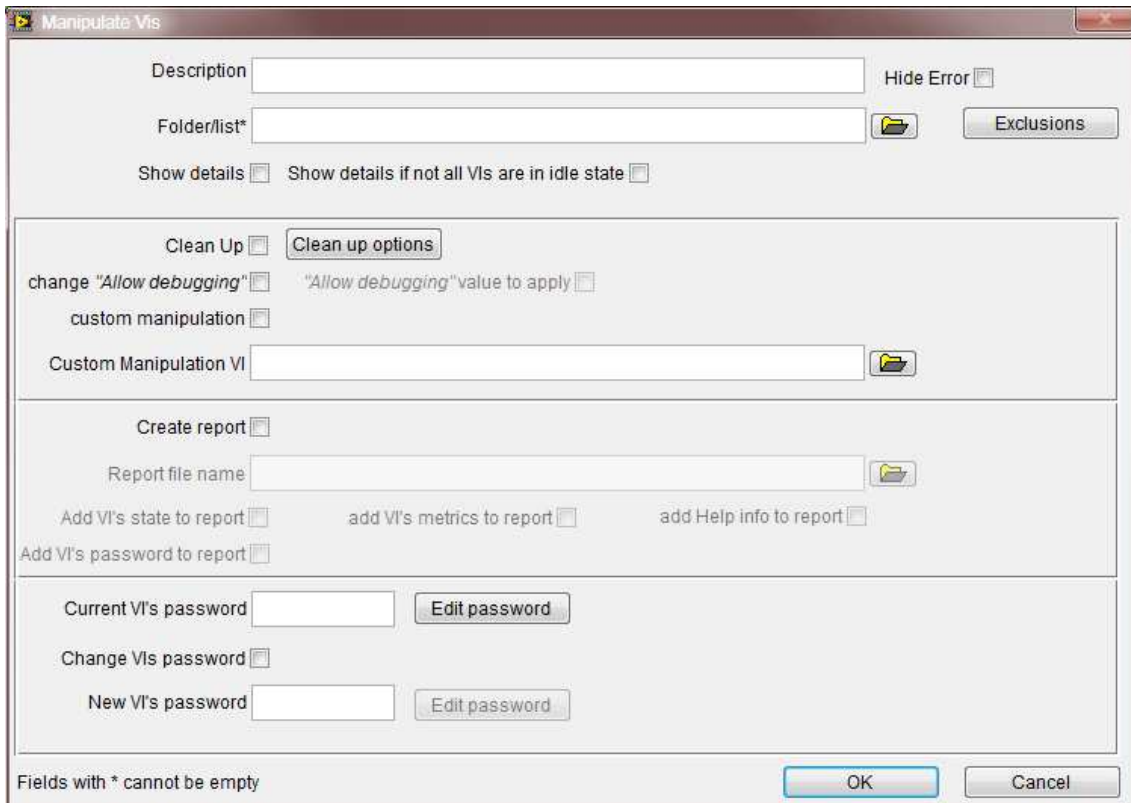 Manipulate Vis
Description Hide Error
Folder/list* Exclusions
Show details Show details if not all VIs are in idle state
Clean Up Clean up options
change "Allow debugging" "Allow debugging" value to apply
custom manipulation
Custom Manipulation VI
Create report
Report file name
Add VI's state to report add VI's metrics to report add Help info to report
Add VI's password to report
Current VI's password Edit password
Change VIs password
New VI's password Edit password
Fields with * cannot be empty OK Cancel